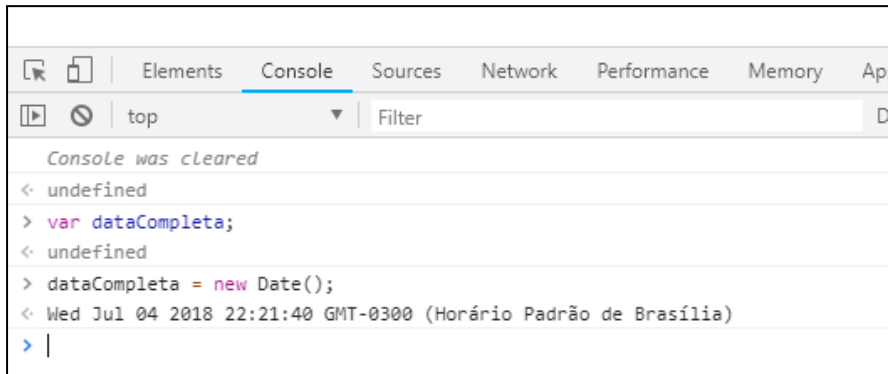 Elements Console Sources Network Performance Memory Ap
top Filter D
Console was cleared
undefined
> var dataCompleta;
undefined
> dataCompleta = new Date();
Wed Jul 04 2018 22:21:40 GMT-0300 (Horário Padrão de Brasília)
>